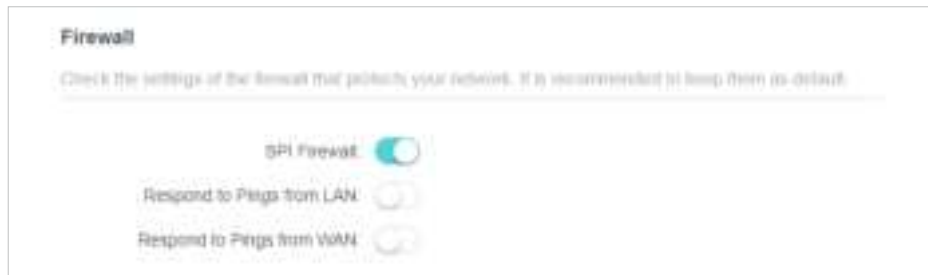 Firewall
Check the settings of the firewall that protects your network. It is recommended to keep them as default.
SPI Firewall:
Respond to Pings from LAN:
Respond to Pings from WAN: